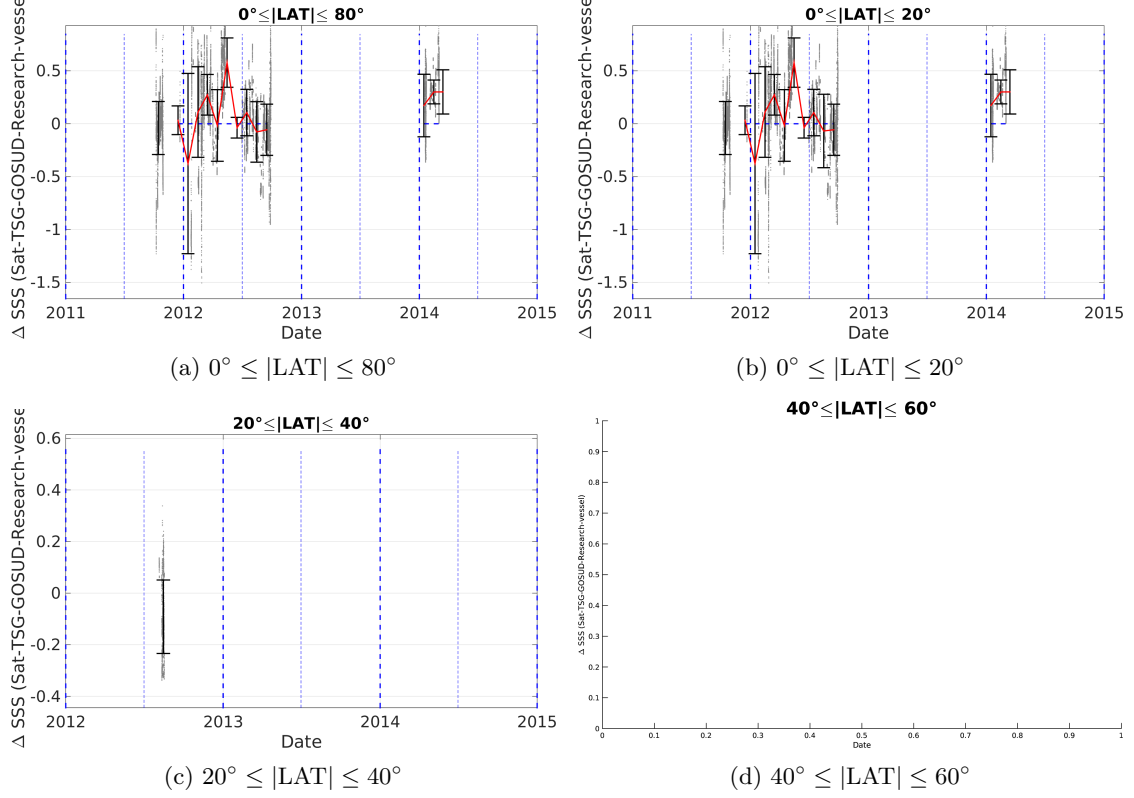 0°≤|LAT|≤ 80°
Δ SSS (Sat-TSG-GOSUD-Research-vessel)
0.5
0
-0.5
-1
-1.5
2011 2012 2013 2014 2015
Date
(a) 0° ≤ |LAT| ≤ 80°
0°≤|LAT|≤ 20°
Δ SSS (Sat-TSG-GOSUD-Research-vessel)
0.5
0
-0.5
-1
-1.5
2011 2012 2013 2014 2015
Date
(b) 0° ≤ |LAT| ≤ 20°
20°≤|LAT|≤ 40°
Δ SSS (Sat-TSG-GOSUD-Research-vesse
0.6
0.4
0.2
0
-0.2
-0.4
2012 2013 2014 2015
Date
(c) 20° ≤ |LAT| ≤ 40°
40°≤|LAT|≤ 60°
Δ SSS (Sat-TSG-GOSUD-Research-vessel)
1
0.9
0.8
0.7
0.6
0.5
0.4
0.3
0.2
0.1
0
0 0.1 0.2 0.3 0.4 0.5 0.6 0.7 0.8 0.9 1
Date
(d) 40° ≤ |LAT| ≤ 60°